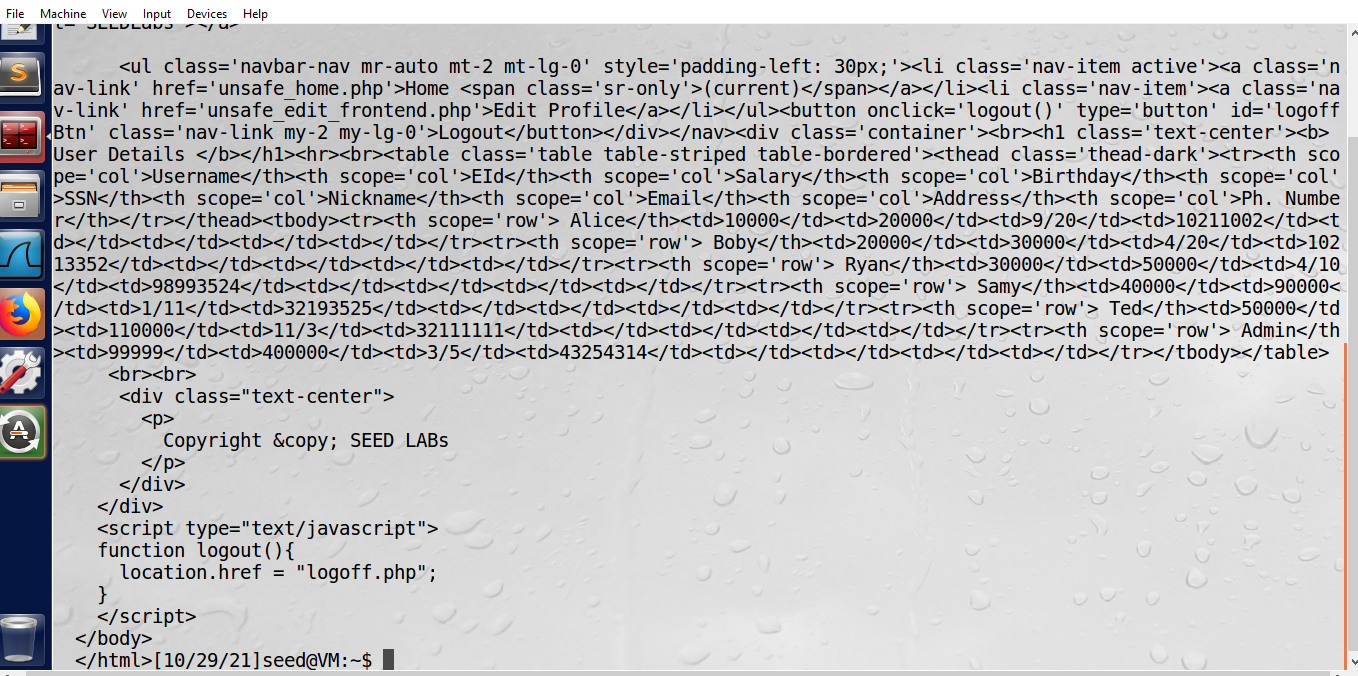 File Machine View Input Devices Help
t='SEEDLabs'></a>
<ul class='navbar-nav mr-auto mt-2 mt-lg-0' style='padding-left: 30px;'><li class='nav-item active'><a class='n
av-link' href='unsafe_home.php'>Home <span class='sr-only'>(current)</span></a></li><li class='nav-item'><a class='na
v-link' href='unsafe_edit_frontend.php'>Edit Profile</a></li></ul><button onclick='logout()' type='button' id='logoff
Btn' class='nav-link my-2 my-lg-0'>Logout</button></div></nav><div class='container'><br><h1 class='text-center'><b>
User Details </b></h1><hr><br><table class='table table-striped table-bordered'><thead class='thead-dark'><tr><th sco
pe='col'>Username</th><th scope='col'>EId</th><th scope='col'>Salary</th><th scope='col'>Birthday</th><th scope='col'
>SSN</th><th scope='col'>Nickname</th><th scope='col'>Email</th><th scope='col'>Address</th><th scope='col'>Ph. Numbe
r</th></tr></thead><tbody><tr><th scope='row'> Alice</th><td>10000</td><td>20000</td><td>9/20</td><td>10211002</td><t
d></td><td></td><td></td><td></td></tr><tr><th scope='row'> Boby</th><td>20000</td><td>30000</td><td>4/20</td><td>102
13352</td><td></td><td></td><td></td><td></td></tr><tr><th scope='row'> Ryan</th><td>30000</td><td>50000</td><td>4/10
</td><td>98993524</td><td></td><td></td><td></td><td></td></tr><tr><th scope='row'> Samy</th><td>40000</td><td>90000<
/td><td>1/11</td><td>32193525</td><td></td><td></td><td></td><td></td></tr><tr><th scope='row'> Ted</th><td>50000</td
><td>110000</td><td>11/3</td><td>32111111</td><td></td><td></td><td></td><td></td></tr><tr><th scope='row'> Admin</th
><td>99999</td><td>400000</td><td>3/5</td><td>43254314</td><td></td><td></td><td></td><td></td></tr></tbody></table>
<br><br>
<div class="text-center">
<p>
Copyright &copy; SEED LABs
</p>
</div>
</div>
<script type="text/javascript">
function logout(){
location.href = "logoff.php";
}
</script>
</body>
</html>[10/29/21]seed@VM:~$